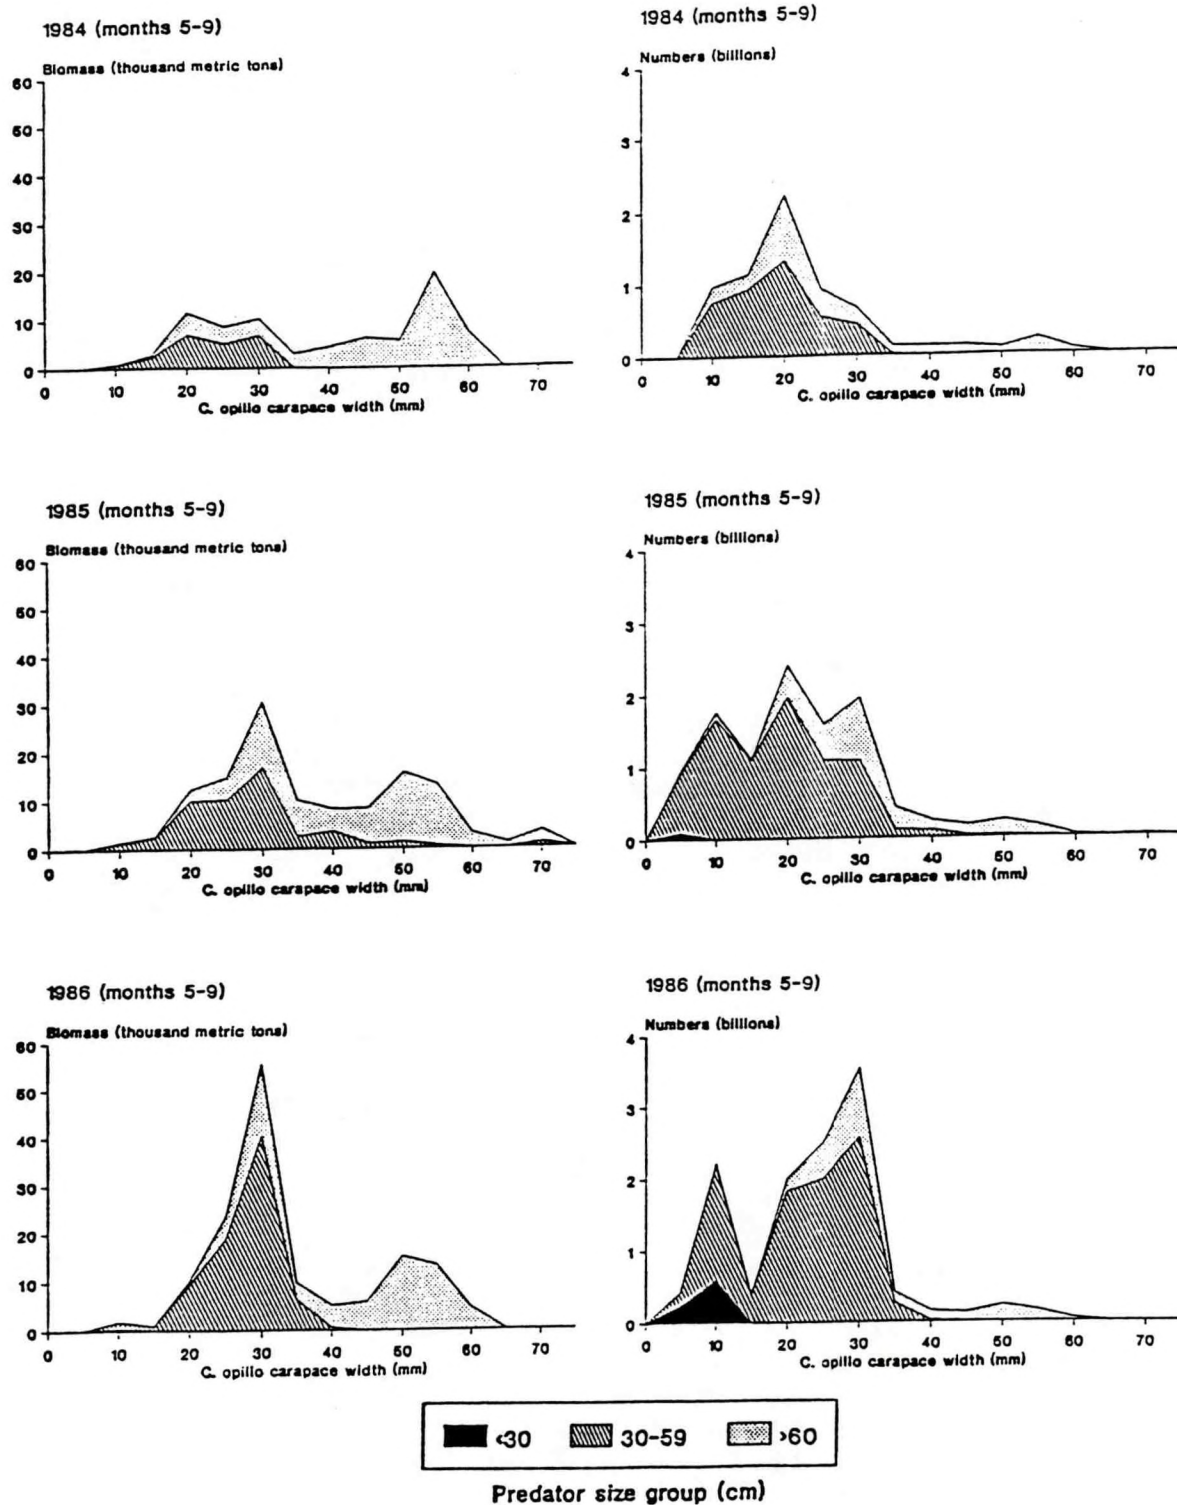 1984 (months 5-9)
Biomass (thousand metric tons)
60
50
40
30
20
10
0
0 10 20 30 40 50 60 70
C. opilio carapace width (mm)
1984 (months 5-9)
Numbers (billions)
4
3
2
1
0
0 10 20 30 40 50 60 70
C. opilio carapace width (mm)
1985 (months 5-9)
Biomass (thousand metric tons)
60
50
40
30
20
10
0
0 10 20 30 40 50 60 70
C. opilio carapace width (mm)
1985 (months 5-9)
Numbers (billions)
4
3
2
1
0
0 10 20 30 40 50 60 70
C. opilio carapace width (mm)
1986 (months 5-9)
Biomass (thousand metric tons)
60
50
40
30
20
10
0
0 10 20 30 40 50 60 70
C. opilio carapace width (mm)
1986 (months 5-9)
Numbers (billions)
4
3
2
1
0
0 10 20 30 40 50 60 70
C. opilio carapace width (mm)
<30 30-59 >60
Predator size group (cm)